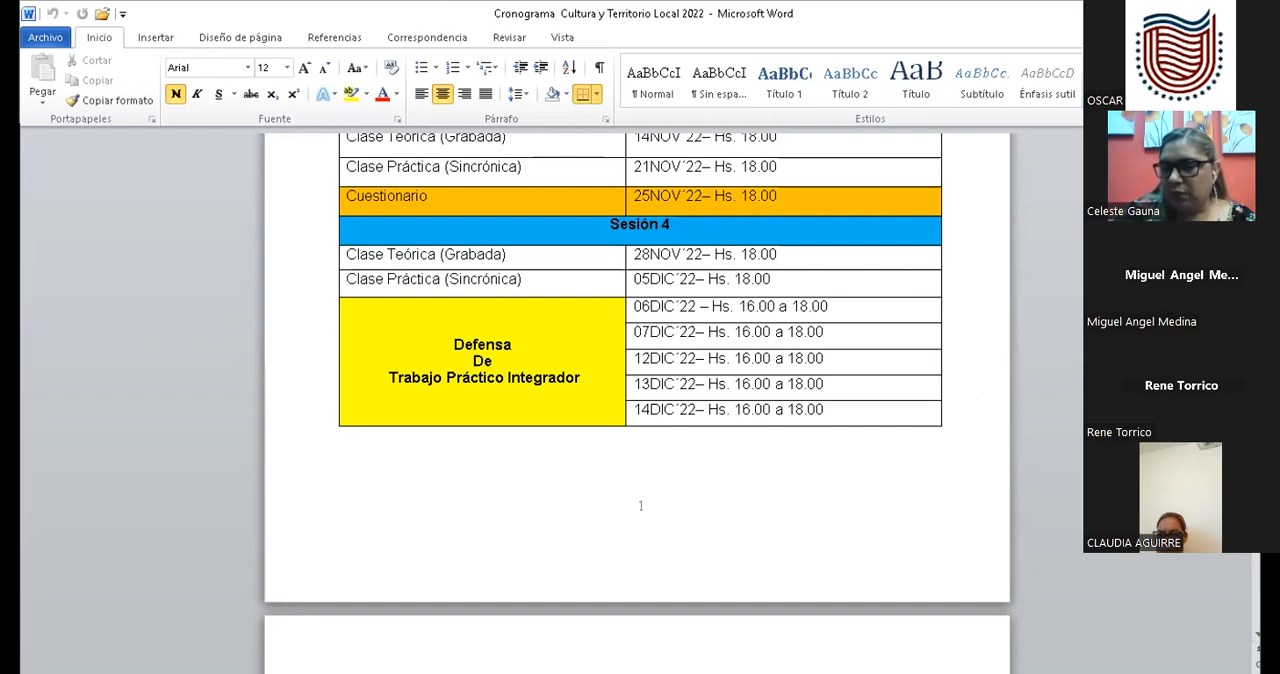 Cronograma Cultura y Territorio Local 2022 - Microsoft Word
Archivo Inicio Insertar Diseño de página Referencias Correspondencia Revisar Vista
Pegar
Cortar
Copiar
Copiar formato
Portapapeles
Arial 12
Fuente
Párrafo
AaBbCcI AaBbCcI AaBbC AaBbCc AaB AaBbCc. AaBbCcD
¶ Normal ¶ Sin espa... Título 1 Título 2 Título Subtítulo Énfasis sutil
Estilos
Clase Teórica (Grabada) 14NOV´22– Hs. 18.00
Clase Práctica (Sincrónica) 21NOV´22– Hs. 18.00
Cuestionario 25NOV´22– Hs. 18.00
Sesión 4
Clase Teórica (Grabada) 28NOV´22– Hs. 18.00
Clase Práctica (Sincrónica) 05DIC´22– Hs. 18.00
Defensa
De
Trabajo Práctico Integrador
06DIC´22 – Hs. 16.00 a 18.00
07DIC´22– Hs. 16.00 a 18.00
12DIC´22– Hs. 16.00 a 18.00
13DIC´22– Hs. 16.00 a 18.00
14DIC´22– Hs. 16.00 a 18.00
1
OSCAR
Celeste Gauna
Miguel Angel Me...
Miguel Angel Medina
Rene Torrico
Rene Torrico
CLAUDIA AGUIRRE